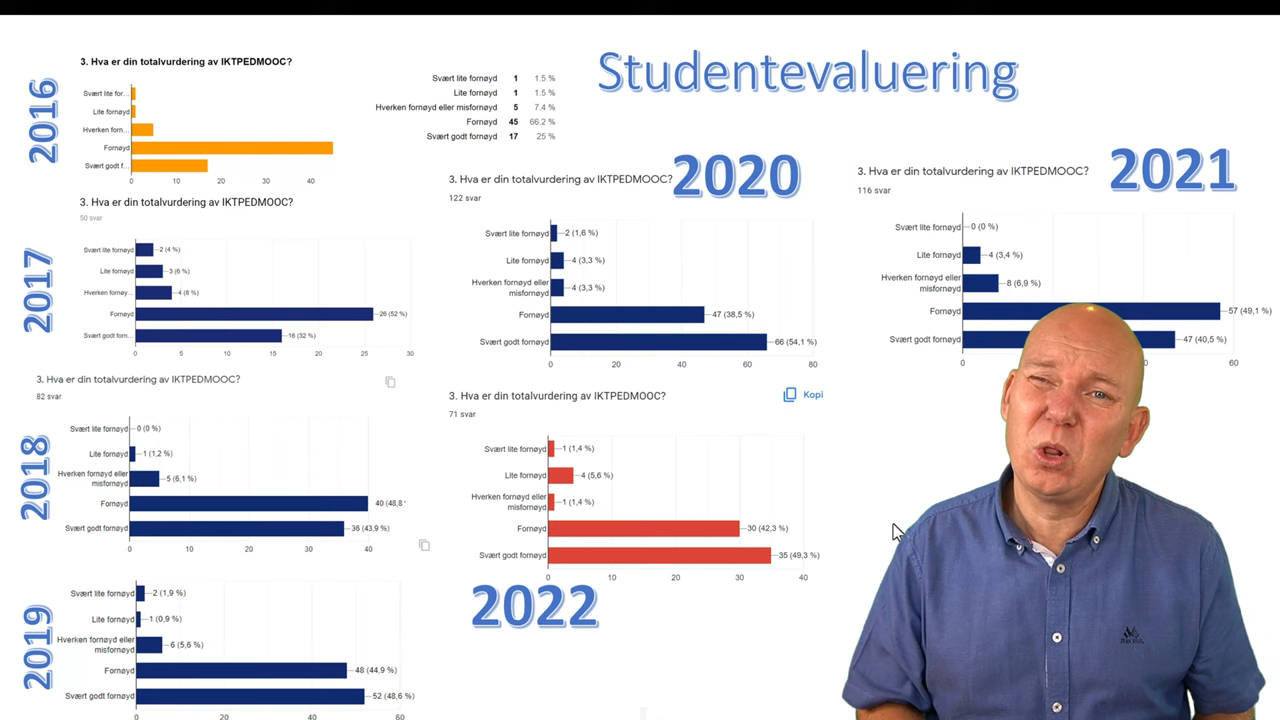 Studentevaluering
2016
3. Hva er din totalvurdering av IKTPEDMOOC?
Svært lite for...
Lite fornøyd
Hverken forn...
Fornøyd
Svært godt f...
0 10 20 30 40
Svært lite fornøyd 1 1.5 %
Lite fornøyd 1 1.5 %
Hverken fornøyd eller misfornøyd 5 7.4 %
Fornøyd 45 66.2 %
Svært godt fornøyd 17 25 %
2017
3. Hva er din totalvurdering av IKTPEDMOOC?
50 svar
Svært lite fornøyd 2 (4 %)
Lite fornøyd 3 (6 %)
Hverken fornøy... 4 (8 %)
Fornøyd 26 (52 %)
Svært godt forn... 16 (32 %)
0 5 10 15 20 25 30
2018
3. Hva er din totalvurdering av IKTPEDMOOC?
82 svar
Svært lite fornøyd 0 (0 %)
Lite fornøyd 1 (1,2 %)
Hverken fornøyd eller
misfornøyd 5 (6,1 %)
Fornøyd 40 (48,8
Svært godt fornøyd 36 (43,9 %)
0 10 20 30 40
2019
Svært lite fornøyd 2 (1,9 %)
Lite fornøyd 1 (0,9 %)
Hverken fornøyd eller
misfornøyd 6 (5,6 %)
Fornøyd 48 (44,9 %)
Svært godt fornøyd 52 (48,6 %)
0 20 40 60
2020
3. Hva er din totalvurdering av IKTPEDMOOC?
122 svar
Svært lite fornøyd 2 (1,6 %)
Lite fornøyd 4 (3,3 %)
Hverken fornøyd eller
misfornøyd 4 (3,3 %)
Fornøyd 47 (38,5 %)
Svært godt fornøyd 66 (54,1 %)
0 20 40 60 80
3. Hva er din totalvurdering av IKTPEDMOOC?
Kopi
71 svar
Svært lite fornøyd 1 (1,4 %)
Lite fornøyd 4 (5,6 %)
Hverken fornøyd eller
misfornøyd 1 (1,4 %)
Fornøyd 30 (42,3 %)
Svært godt fornøyd 35 (49,3 %)
0 10 20 30 40
2022
2021
3. Hva er din totalvurdering av IKTPEDMOOC?
116 svar
Svært lite fornøyd 0 (0 %)
Lite fornøyd 4 (3,4 %)
Hverken fornøyd eller
misfornøyd 8 (6,9 %)
Fornøyd 57 (49,1 %)
Svært godt fornøyd 47 (40,5 %)
0 60